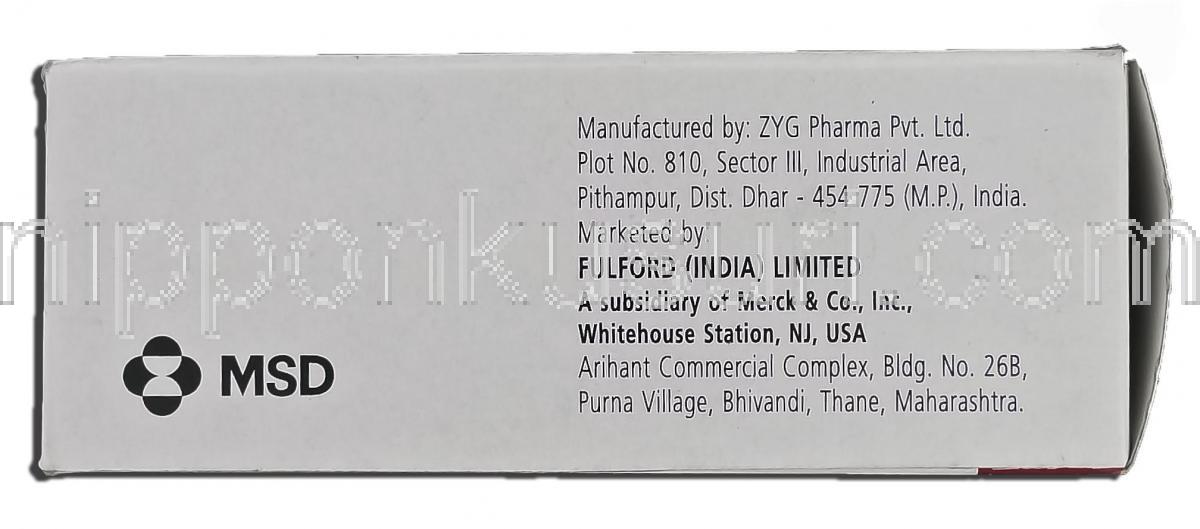 Manufactured by: ZYG Pharma Pvt. Ltd.
Plot No. 810, Sector III, Industrial Area,
Pithampur, Dist. Dhar - 454 775 (M.P.), India.
Marketed by:
FULFORD (INDIA) LIMITED
A subsidiary of Merck & Co., Inc.,
Whitehouse Station, NJ, USA
Arihant Commercial Complex, Bldg. No. 26B,
Purna Village, Bhivandi, Thane, Maharashtra.
MSD
nipponkusuri.com